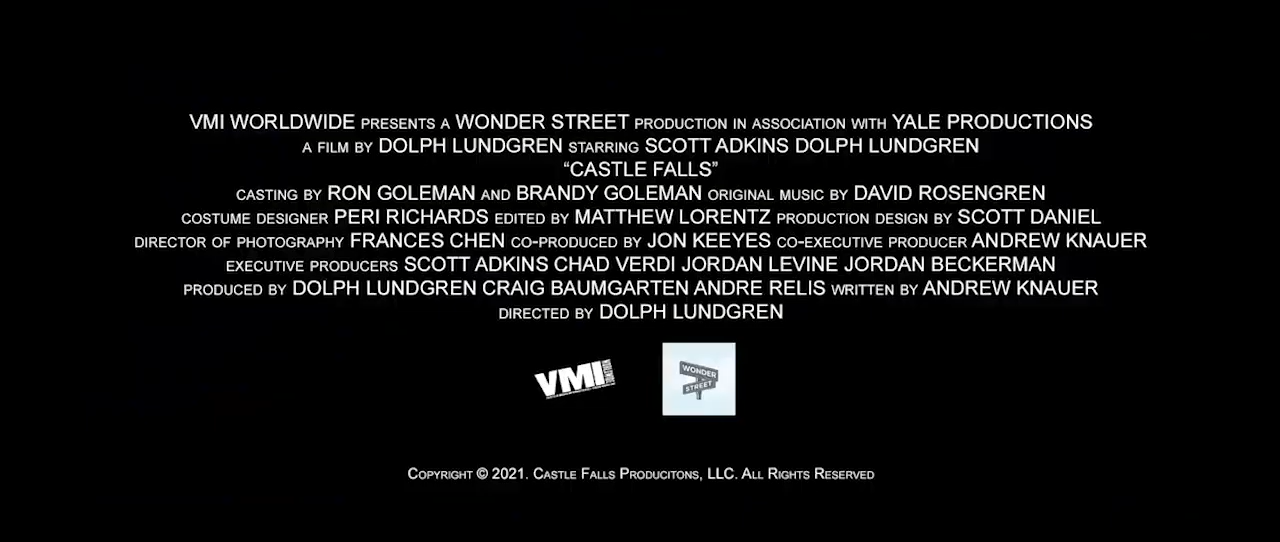 VMI WORLDWIDE PRESENTS A WONDER STREET PRODUCTION IN ASSOCIATION WITH YALE PRODUCTIONS
A FILM BY DOLPH LUNDGREN STARRING SCOTT ADKINS DOLPH LUNDGREN
“CASTLE FALLS”
CASTING BY RON GOLEMAN AND BRANDY GOLEMAN ORIGINAL MUSIC BY DAVID ROSENGREN
COSTUME DESIGNER PERI RICHARDS EDITED BY MATTHEW LORENTZ PRODUCTION DESIGN BY SCOTT DANIEL
DIRECTOR OF PHOTOGRAPHY FRANCES CHEN CO-PRODUCED BY JON KEEYES CO-EXECUTIVE PRODUCER ANDREW KNAUER
EXECUTIVE PRODUCERS SCOTT ADKINS CHAD VERDI JORDAN LEVINE JORDAN BECKERMAN
PRODUCED BY DOLPH LUNDGREN CRAIG BAUMGARTEN ANDRE RELIS WRITTEN BY ANDREW KNAUER
DIRECTED BY DOLPH LUNDGREN
VMI
WONDER
STREET
COPYRIGHT © 2021. CASTLE FALLS PRODUCITONS, LLC. ALL RIGHTS RESERVED